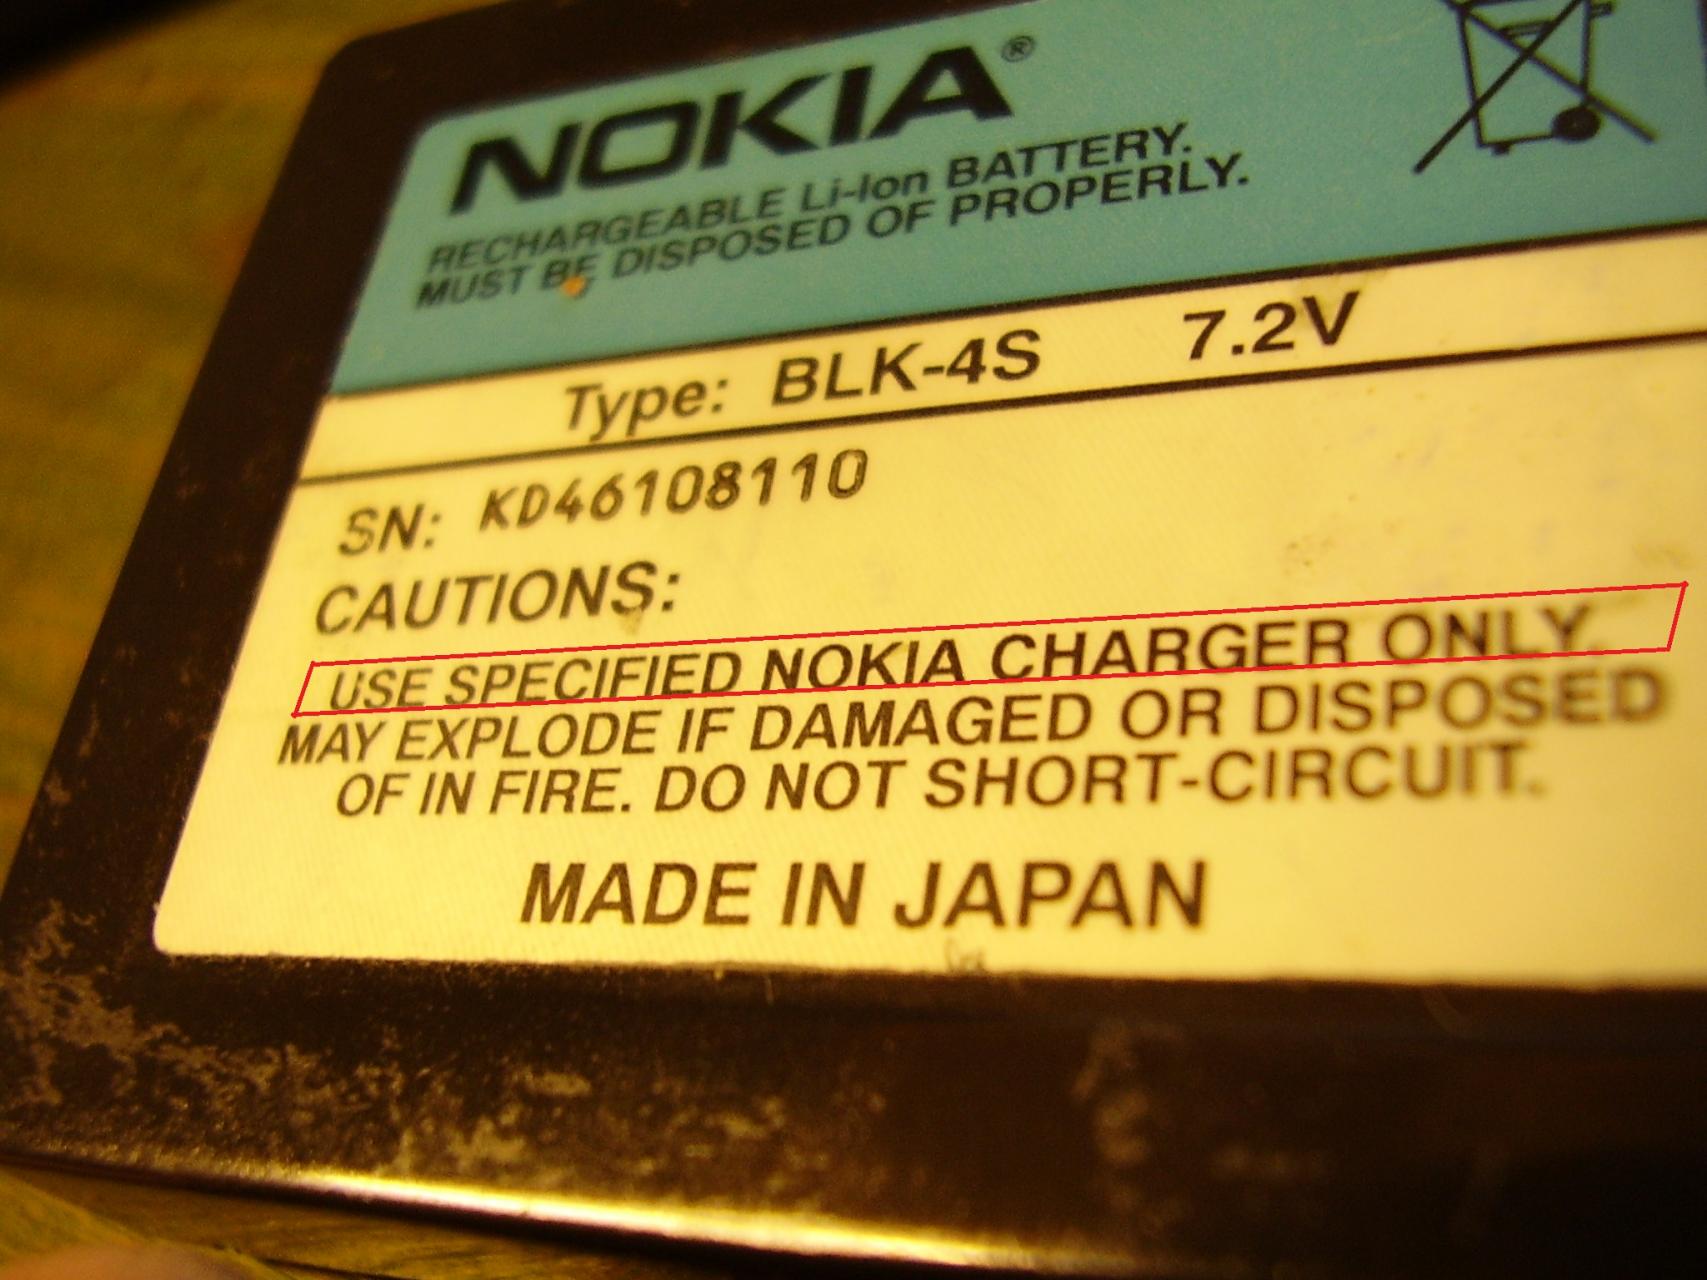 NOKIA®
RECHARGEABLE Li-Ion BATTERY.
MUST BE DISPOSED OF PROPERLY.
Type: BLK-4S 7.2V
SN: KD46108110
CAUTIONS:
USE SPECIFIED NOKIA CHARGER ONLY.
MAY EXPLODE IF DAMAGED OR DISPOSED
OF IN FIRE. DO NOT SHORT-CIRCUIT.
MADE IN JAPAN